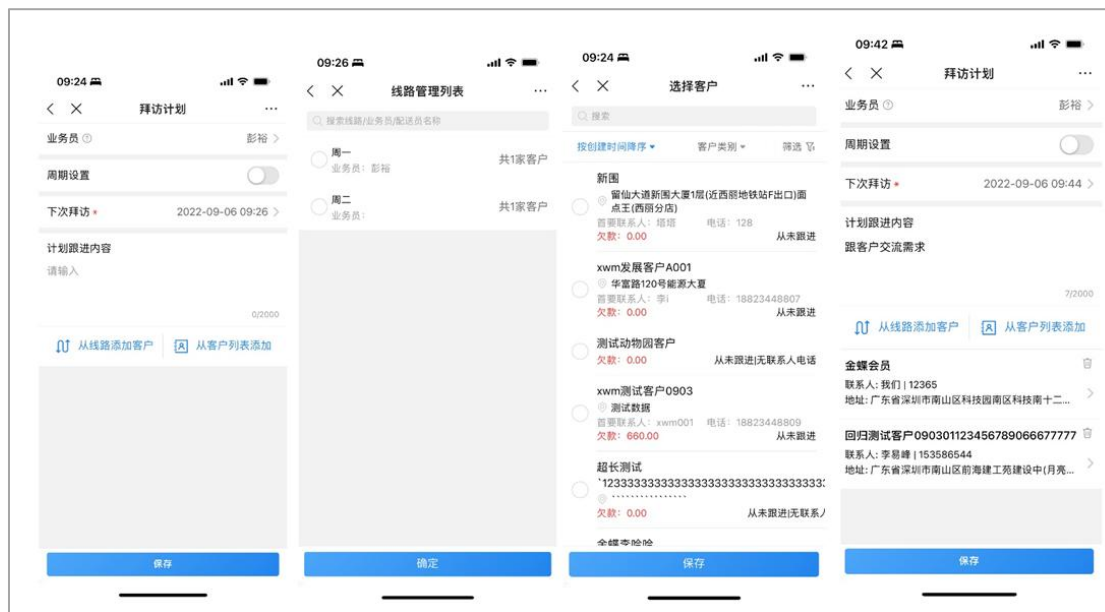 09:24
拜访计划
业务员
彭裕
周期设置
下次拜访*
2022-09-06 09:26
计划跟进内容
请输入
0/2000
从线路添加客户
从客户列表添加
保存
09:26
线路管理列表
搜索线路/业务员/配送员名称
周一
业务员：彭裕
共1家客户
周二
业务员：
共1家客户
确定
09:24
选择客户
搜索
按创建时间降序
客户类别
筛选
新围
留仙大道新围大厦1层(近西丽地铁站F出口)面
点王(西丽分店)
首要联系人：塔塔 电话：128
欠款：0.00 从未跟进
xwm发展客户A001
华富路120号能源大夏
首要联系人：李i 电话：18823448807
欠款：0.00 从未跟进
测试动物园客户
欠款：0.00 从未跟进|无联系人电话
xwm测试客户0903
测试数据
首要联系人：xwm001 电话：18823448809
欠款：660.00 从未跟进
超长测试
欠款：0.00 从未跟进|无联系人
金蝶李哈哈
保存
09:42
拜访计划
业务员
彭裕
周期设置
下次拜访*
2022-09-06 09:44
计划跟进内容
跟客户交流需求
7/2000
从线路添加客户
从客户列表添加
金蝶会员
联系人: 我们 | 12365
地址: 广东省深圳市南山区科技园南区科技南十二...
回归测试客户090301123456789066677777
联系人: 李易峰 | 153586544
地址: 广东省深圳市南山区前海建工苑建设中(月亮...
保存